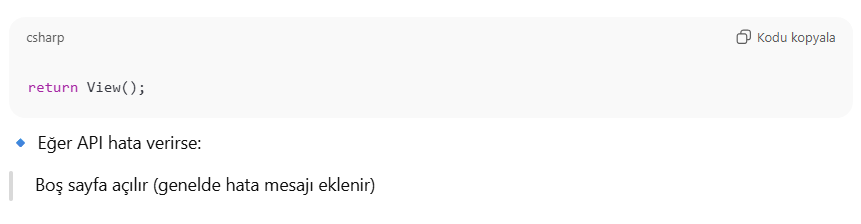 csharp
Kodu kopyala
return View();
Eğer API hata verirse:
Boş sayfa açılır (genelde hata mesajı eklenir)